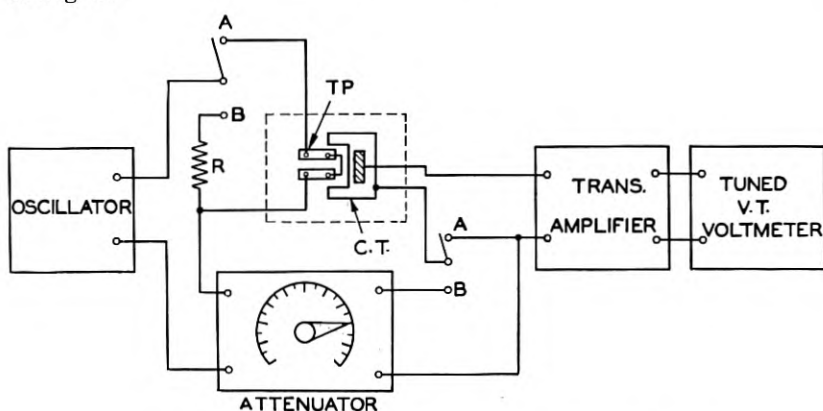 A
TP
B
R
OSCILLATOR
C.T.
A
B
TRANS.
AMPLIFIER
TUNED
V.T.
VOLTMETER
ATTENUATOR